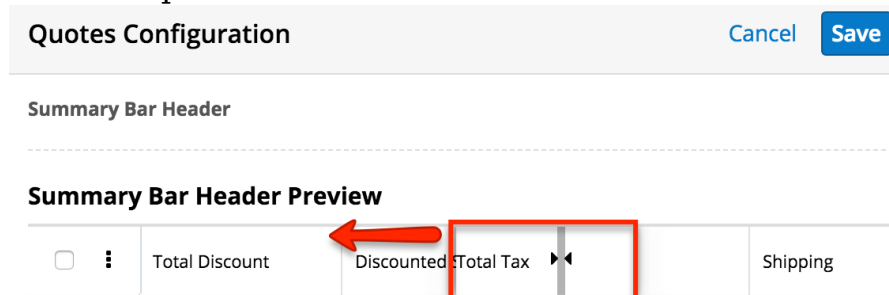 Quotes Configuration
Cancel
Save
Summary Bar Header
Summary Bar Header Preview
Total Discount
Discounted
Total Tax
Shipping